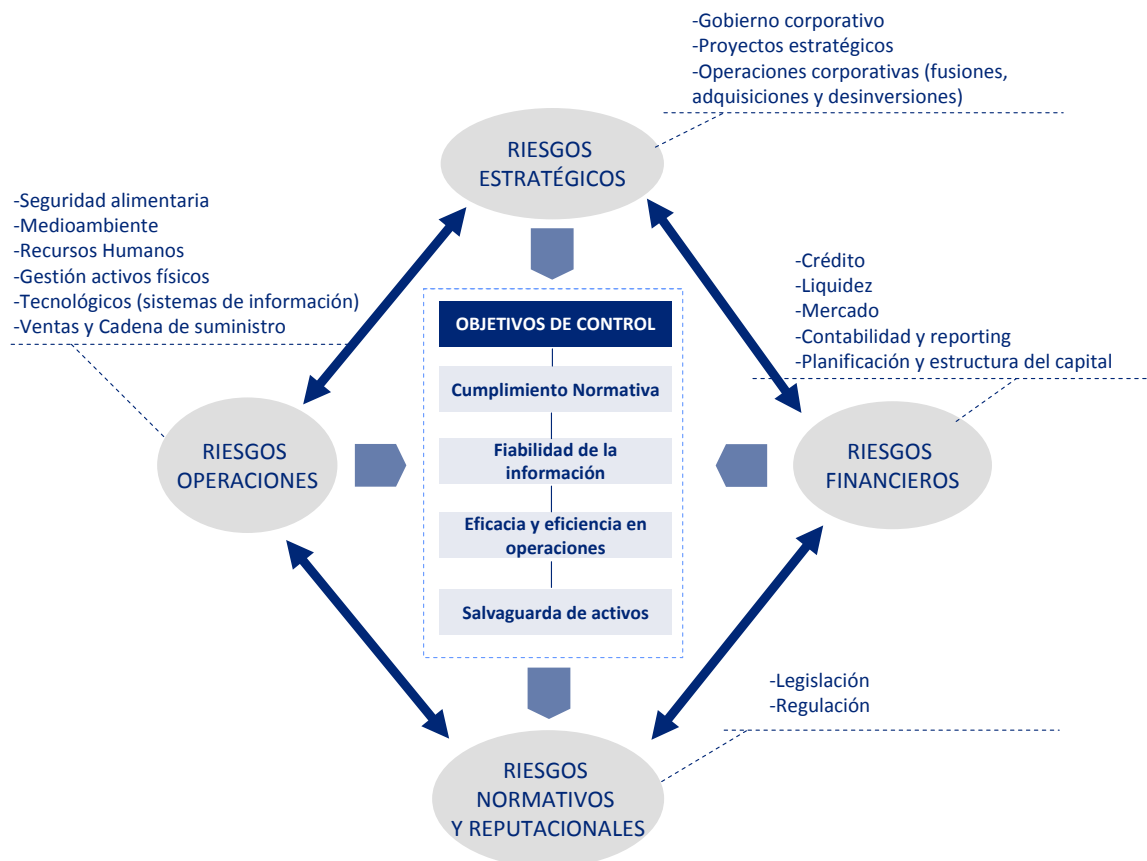 -Gobierno corporativo
-Proyectos estratégicos
-Operaciones corporativas (fusiones,
adquisiciones y desinversiones)
RIESGOS
ESTRATÉGICOS
-Seguridad alimentaria
-Medioambiente
-Recursos Humanos
-Gestión activos físicos
-Tecnológicos (sistemas de información)
-Ventas y Cadena de suministro
-Crédito
-Liquidez
-Mercado
-Contabilidad y reporting
-Planificación y estructura del capital
OBJETIVOS DE CONTROL
Cumplimiento Normativa
Fiabilidad de la
información
Eficacia y eficiencia en
operaciones
Salvaguarda de activos
RIESGOS
OPERACIONES
RIESGOS
FINANCIEROS
-Legislación
-Regulación
RIESGOS
NORMATIVOS
Y REPUTACIONALES